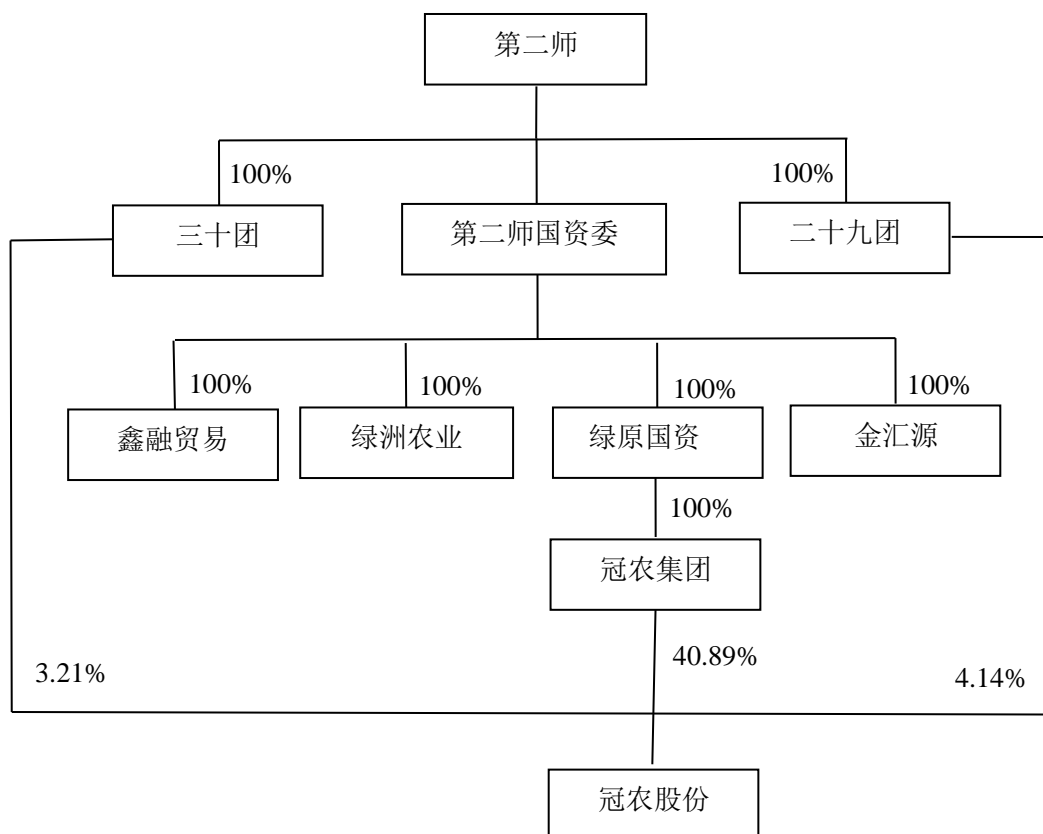 第二师
100%
100%
三十团
第二师国资委
二十九团
100%
100%
100%
100%
鑫融贸易
绿洲农业
绿原国资
金汇源
100%
冠农集团
3.21%
40.89%
4.14%
冠农股份